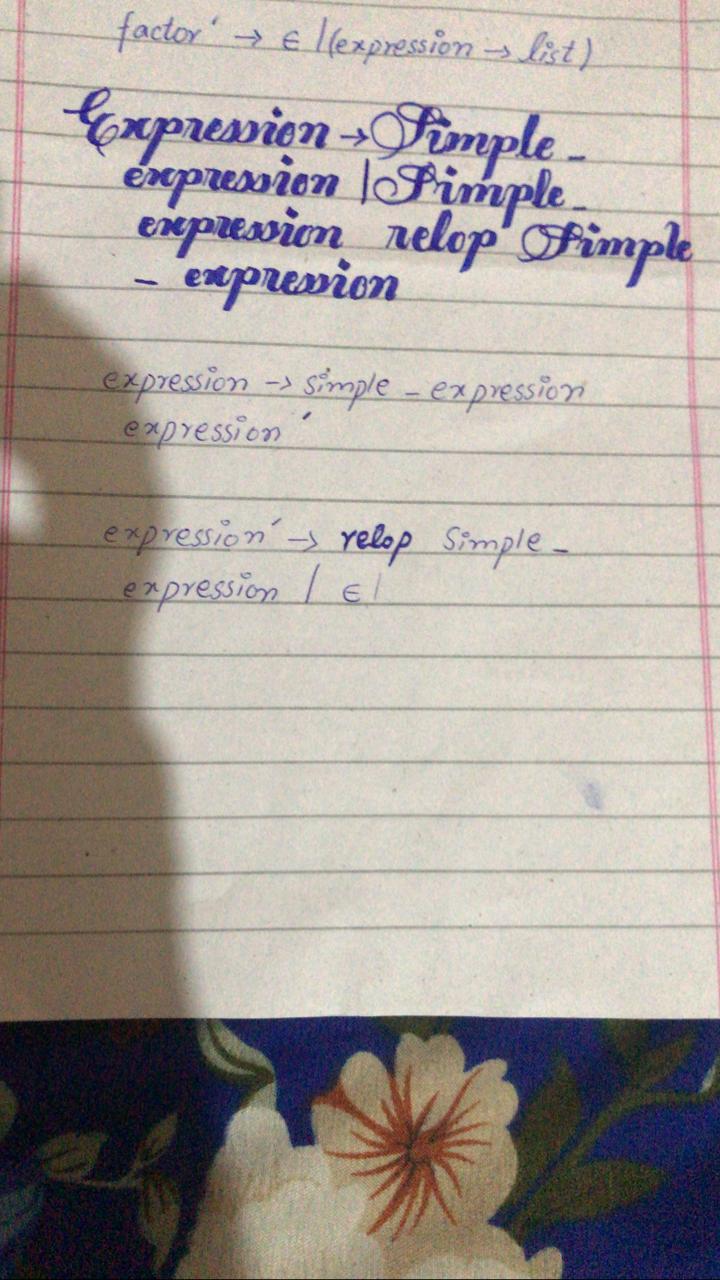 factor' → ϵ | (expression → list)
Expression → Simple -
expression | Simple -
expression relop Simple
- expression
expression → simple - expression
expression'
expression' → relop Simple -
expression | ϵ |